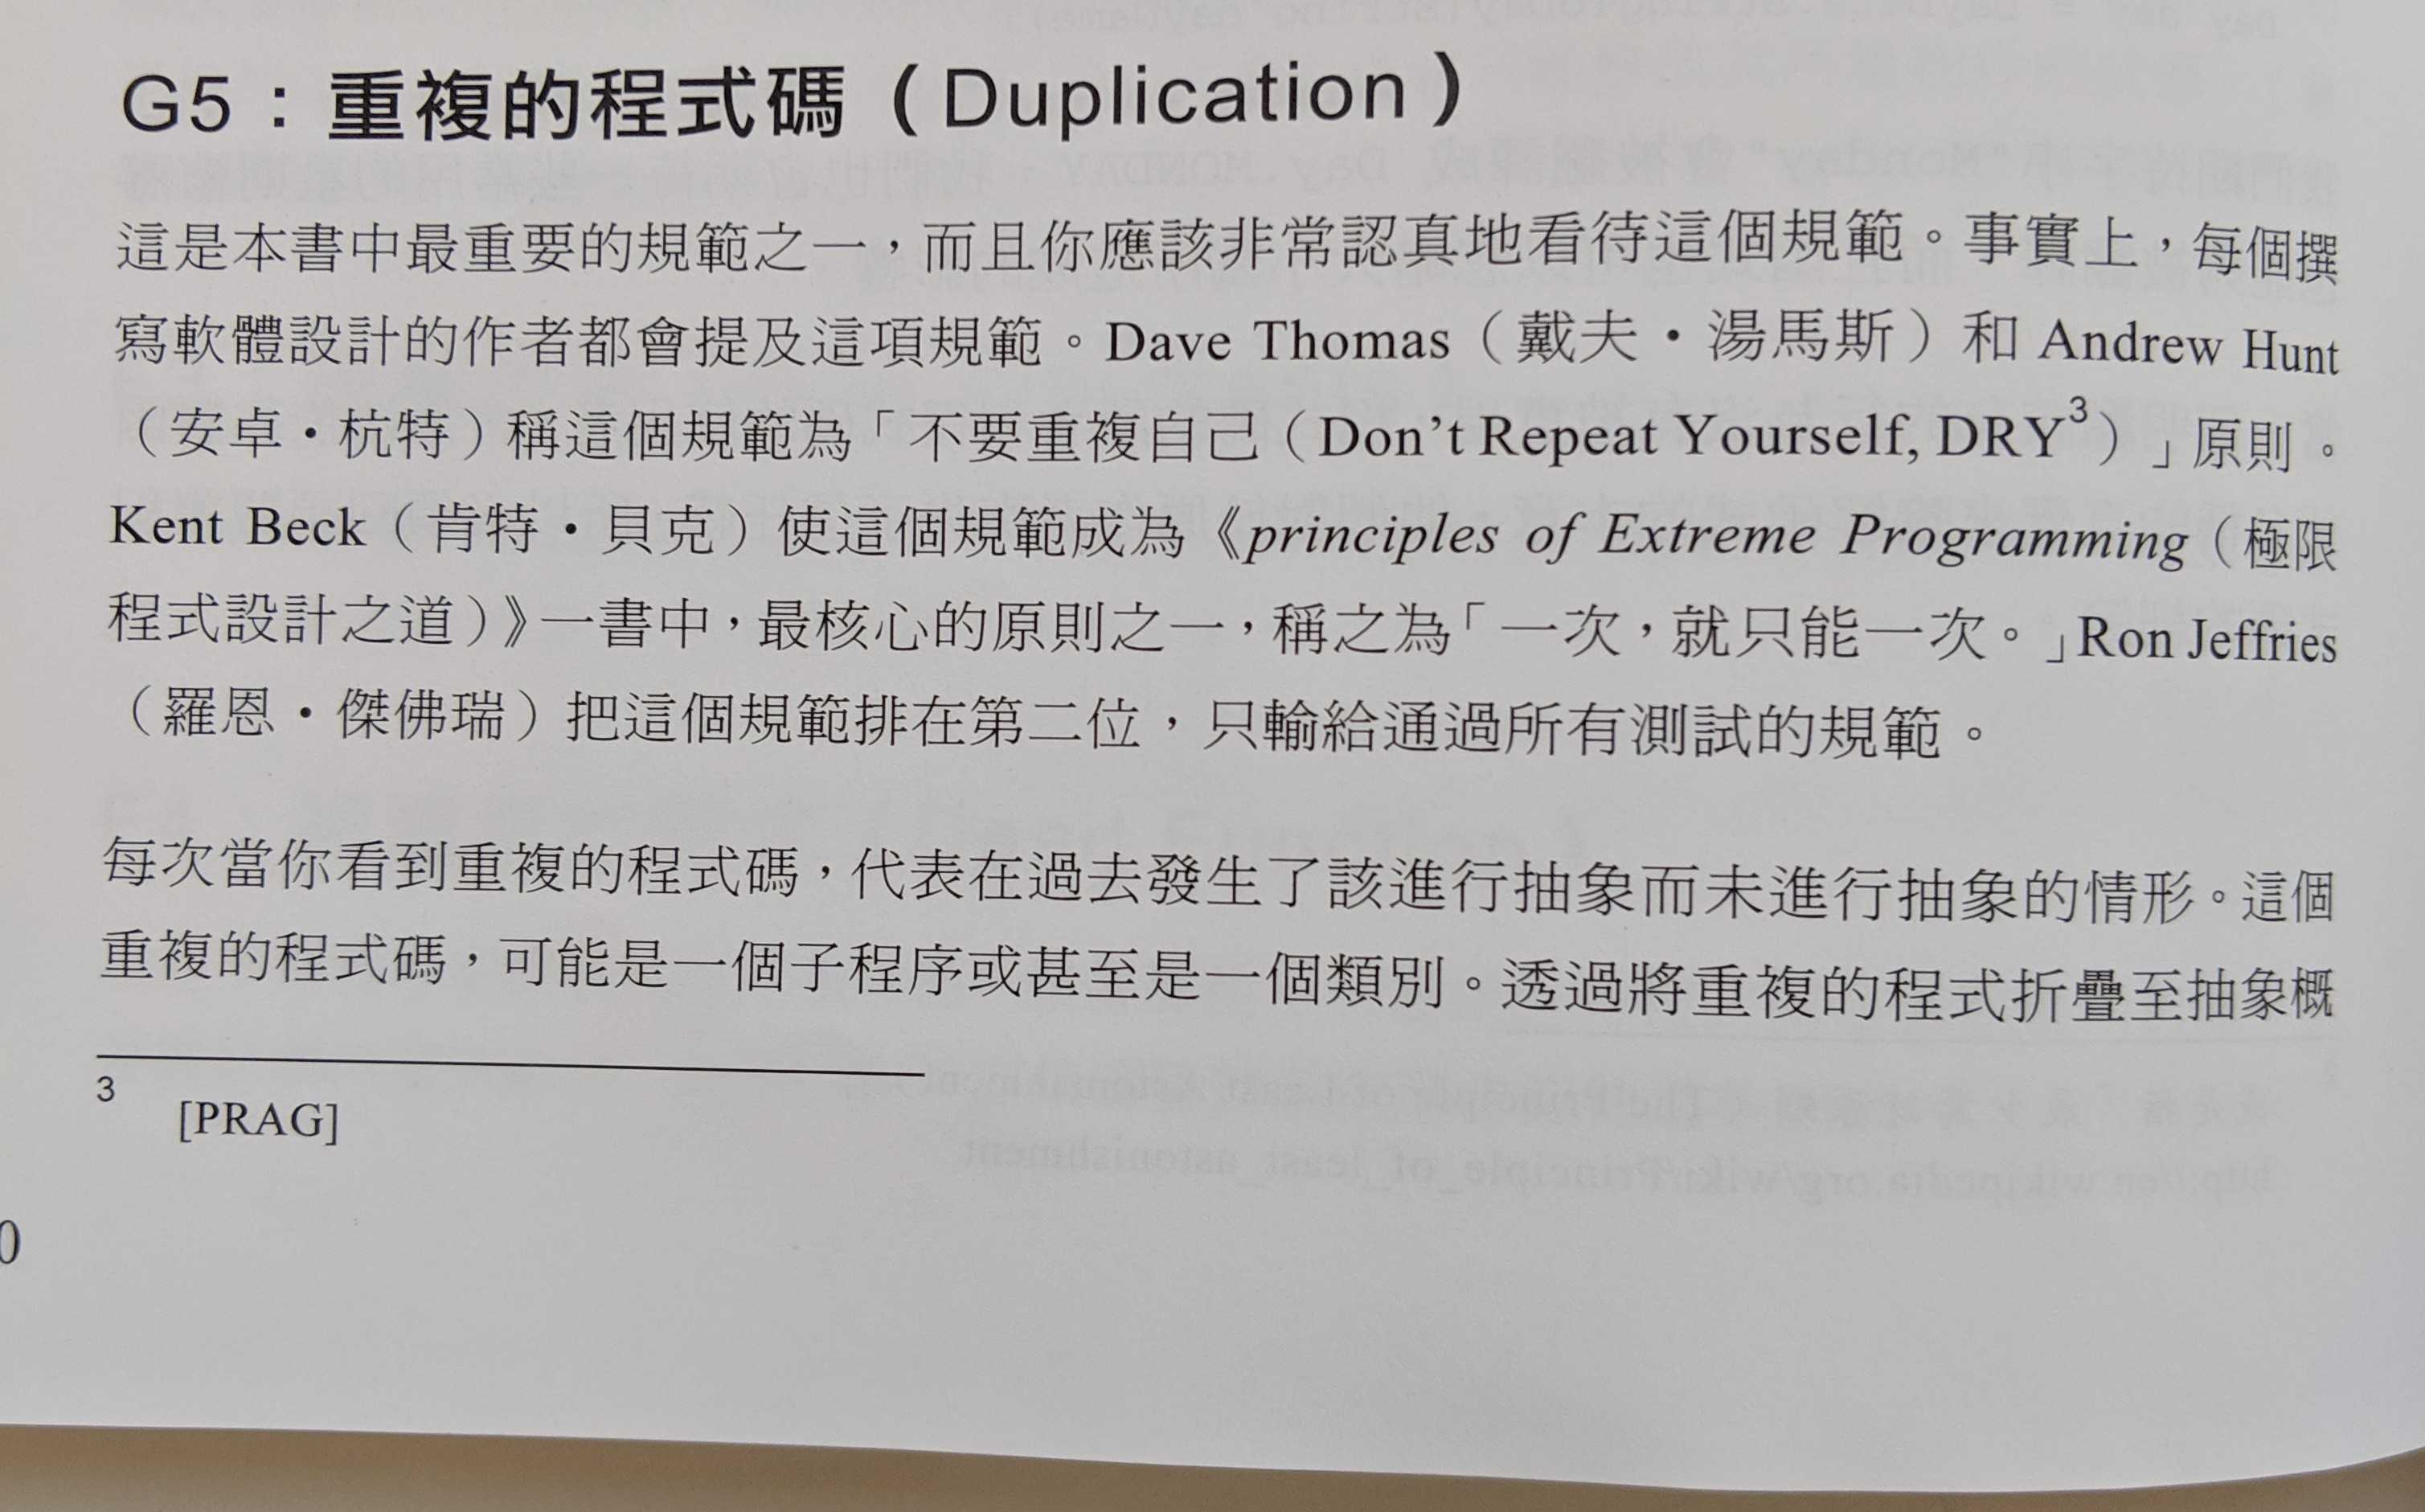 G5：重複的程式碼（Duplication）
這是本書中最重要的規範之一，而且你應該非常認真地看待這個規範。事實上，每個撰
寫軟體設計的作者都會提及這項規範。Dave Thomas（戴夫・湯馬斯）和 Andrew Hunt
（安卓・杭特）稱這個規範為「不要重複自己（Don't Repeat Yourself, DRY³）」原則。
Kent Beck（肯特・貝克）使這個規範成為《principles of Extreme Programming（極限
程式設計之道）》一書中，最核心的原則之一，稱之為「一次，就只能一次。」Ron Jeffries
（羅恩・傑佛瑞）把這個規範排在第二位，只輸給通過所有測試的規範。
每次當你看到重複的程式碼，代表在過去發生了該進行抽象而未進行抽象的情形。這個
重複的程式碼，可能是一個子程序或甚至是一個類別。透過將重複的程式折疊至抽象概
3 [PRAG]
0